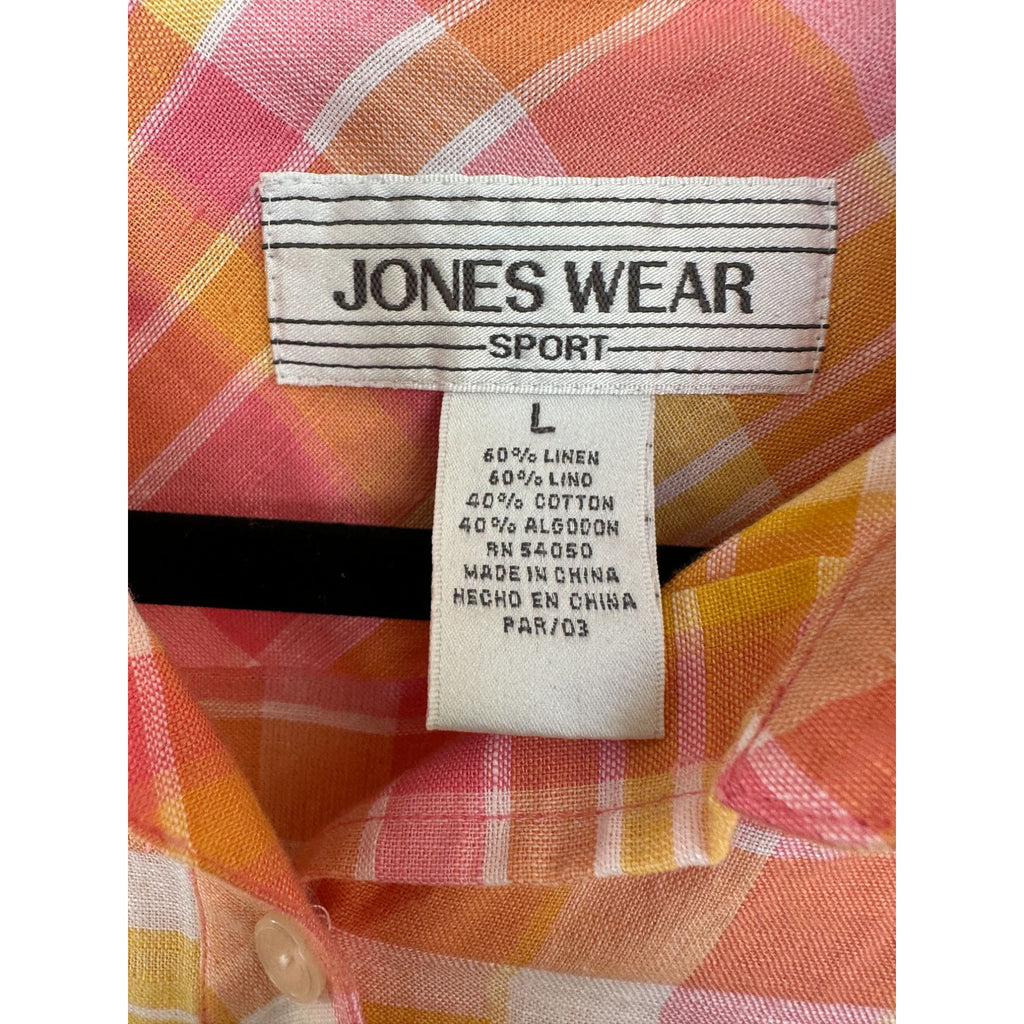 JONES WEAR
SPORT
L
60% LINEN
60% LINO
40% COTTON
40% ALGODON
RN 54050
MADE IN CHINA
HECHO EN CHINA
PAR/03